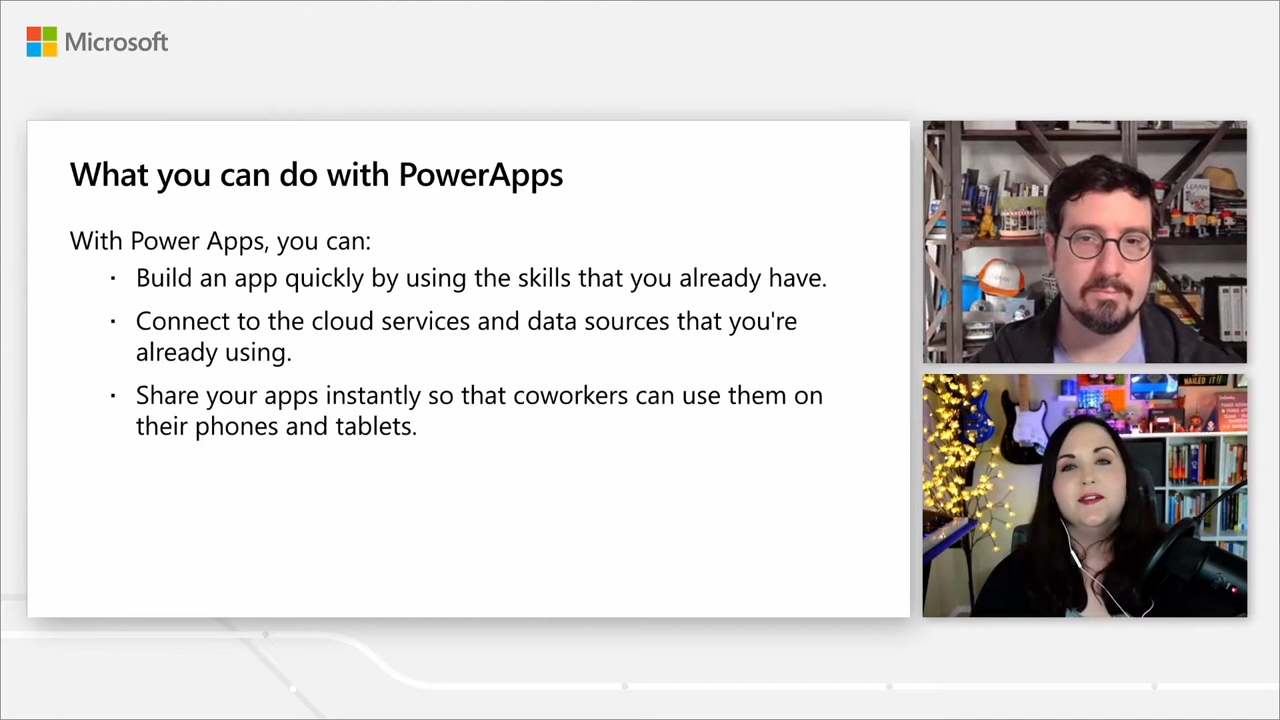 Microsoft
What you can do with PowerApps
With Power Apps, you can:
· Build an app quickly by using the skills that you already have.
· Connect to the cloud services and data sources that you're
already using.
· Share your apps instantly so that coworkers can use them on
their phones and tablets.
NAILED IT!